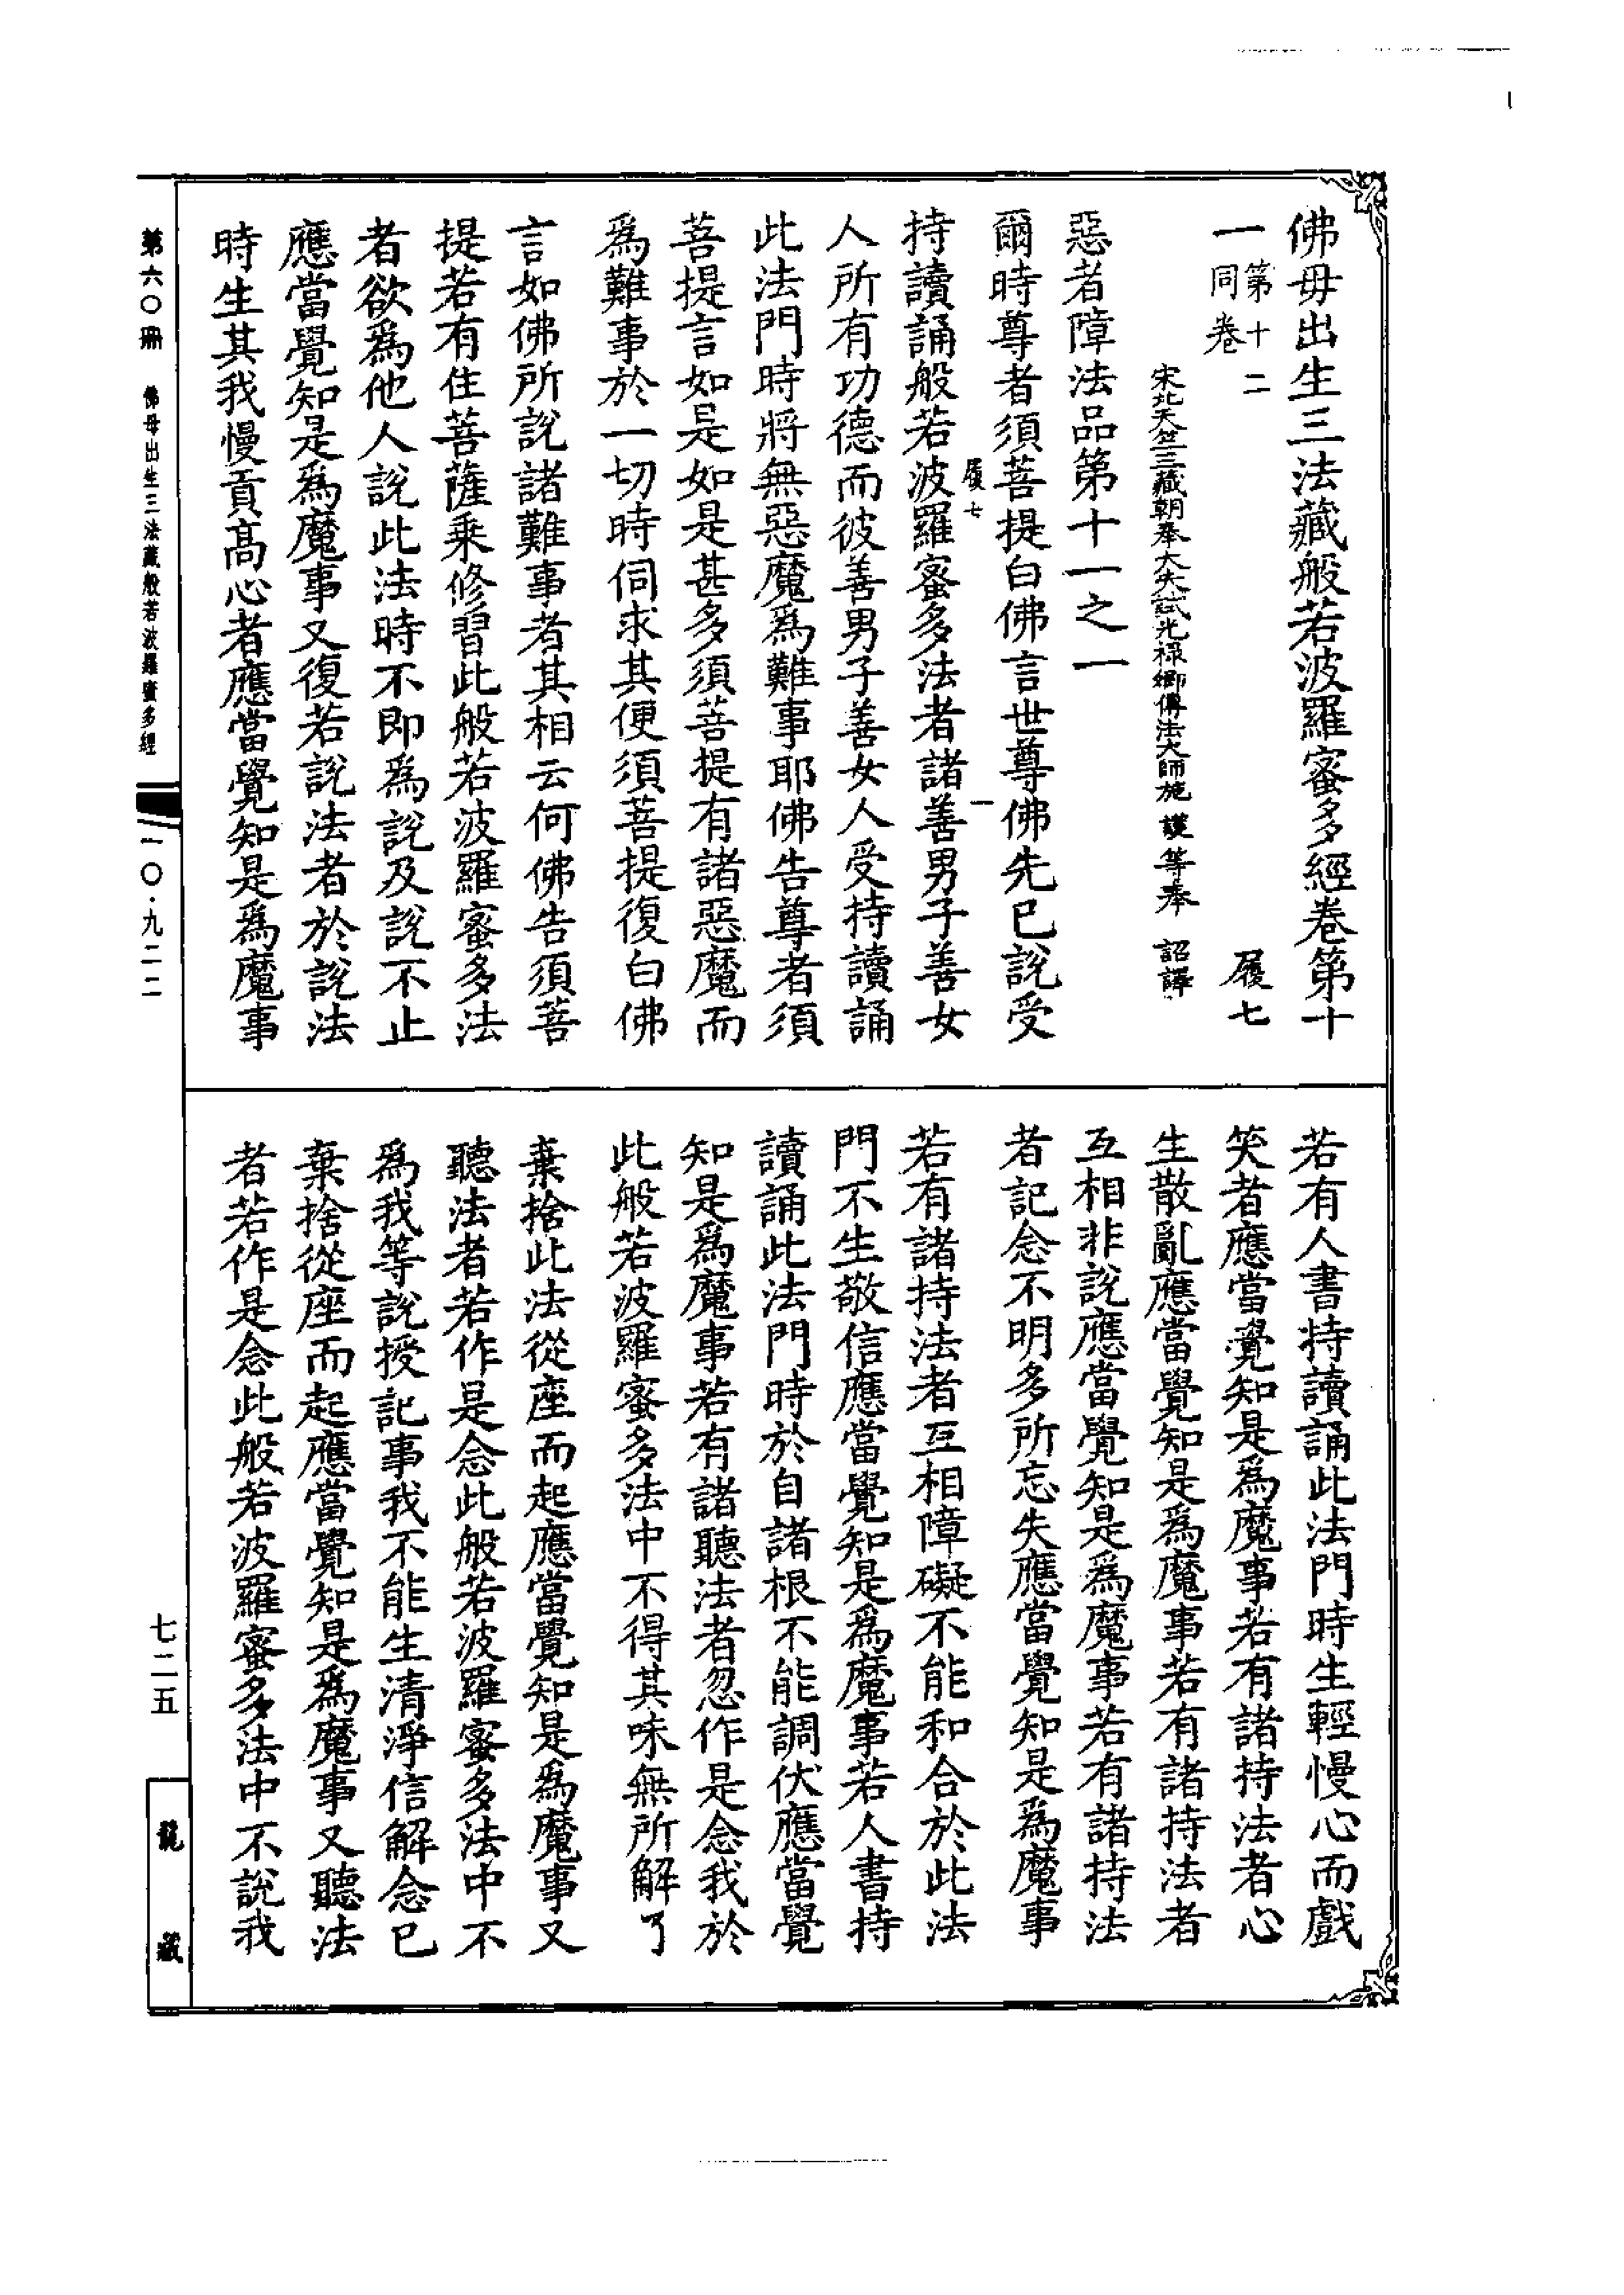 佛母出生三法藏般若波羅蜜多經卷第十
一第十二同卷 履七
宋北天竺三藏朝奉大夫試光祿卿傳法大師施護等奉 詔譯
惡者障法品第十一之一
爾時尊者須菩提白佛言世尊佛先已說受
履七 一
持讀誦般若波羅蜜多法者諸善男子善女
人所有功德而彼善男子善女人受持讀誦
此法門時將無惡魔爲難事耶佛告尊者須
菩提言如是如是甚多須菩提有諸惡魔而
爲難事於一切時伺求其便須菩提復白佛
言如佛所說諸難事者其相云何佛告須菩
提若有住菩薩乘修習此般若波羅蜜多法
者欲爲他人說此法時不即爲說及說不止
應當覺知是爲魔事又復若說法者於說法
時生其我慢貢高心者應當覺知是爲魔事
若有人書持讀誦此法門時生輕慢心而戲
笑者應當覺知是爲魔事若有諸持法者心
生散亂應當覺知是爲魔事若有諸持法者
互相非說應當覺知是爲魔事若有諸持法
者記念不明多所忘失應當覺知是爲魔事
若有諸持法者互相障礙不能和合於此法
門不生敬信應當覺知是爲魔事若人書持
讀誦此法門時於自諸根不能調伏應當覺
知是爲魔事若有諸聽法者忽作是念我於
此般若波羅蜜多法中不得其味無所解了
棄捨此法從座而起應當覺知是爲魔事又
聽法者若作是念此般若波羅蜜多法中不
爲我等說授記事我不能生清淨信解念已
棄捨從座而起應當覺知是爲魔事又聽法
者若作是念此般若波羅蜜多法中不說我
第六〇冊 佛母出生三法藏般若波羅蜜多經 一〇·九二二
七二五
龍藏